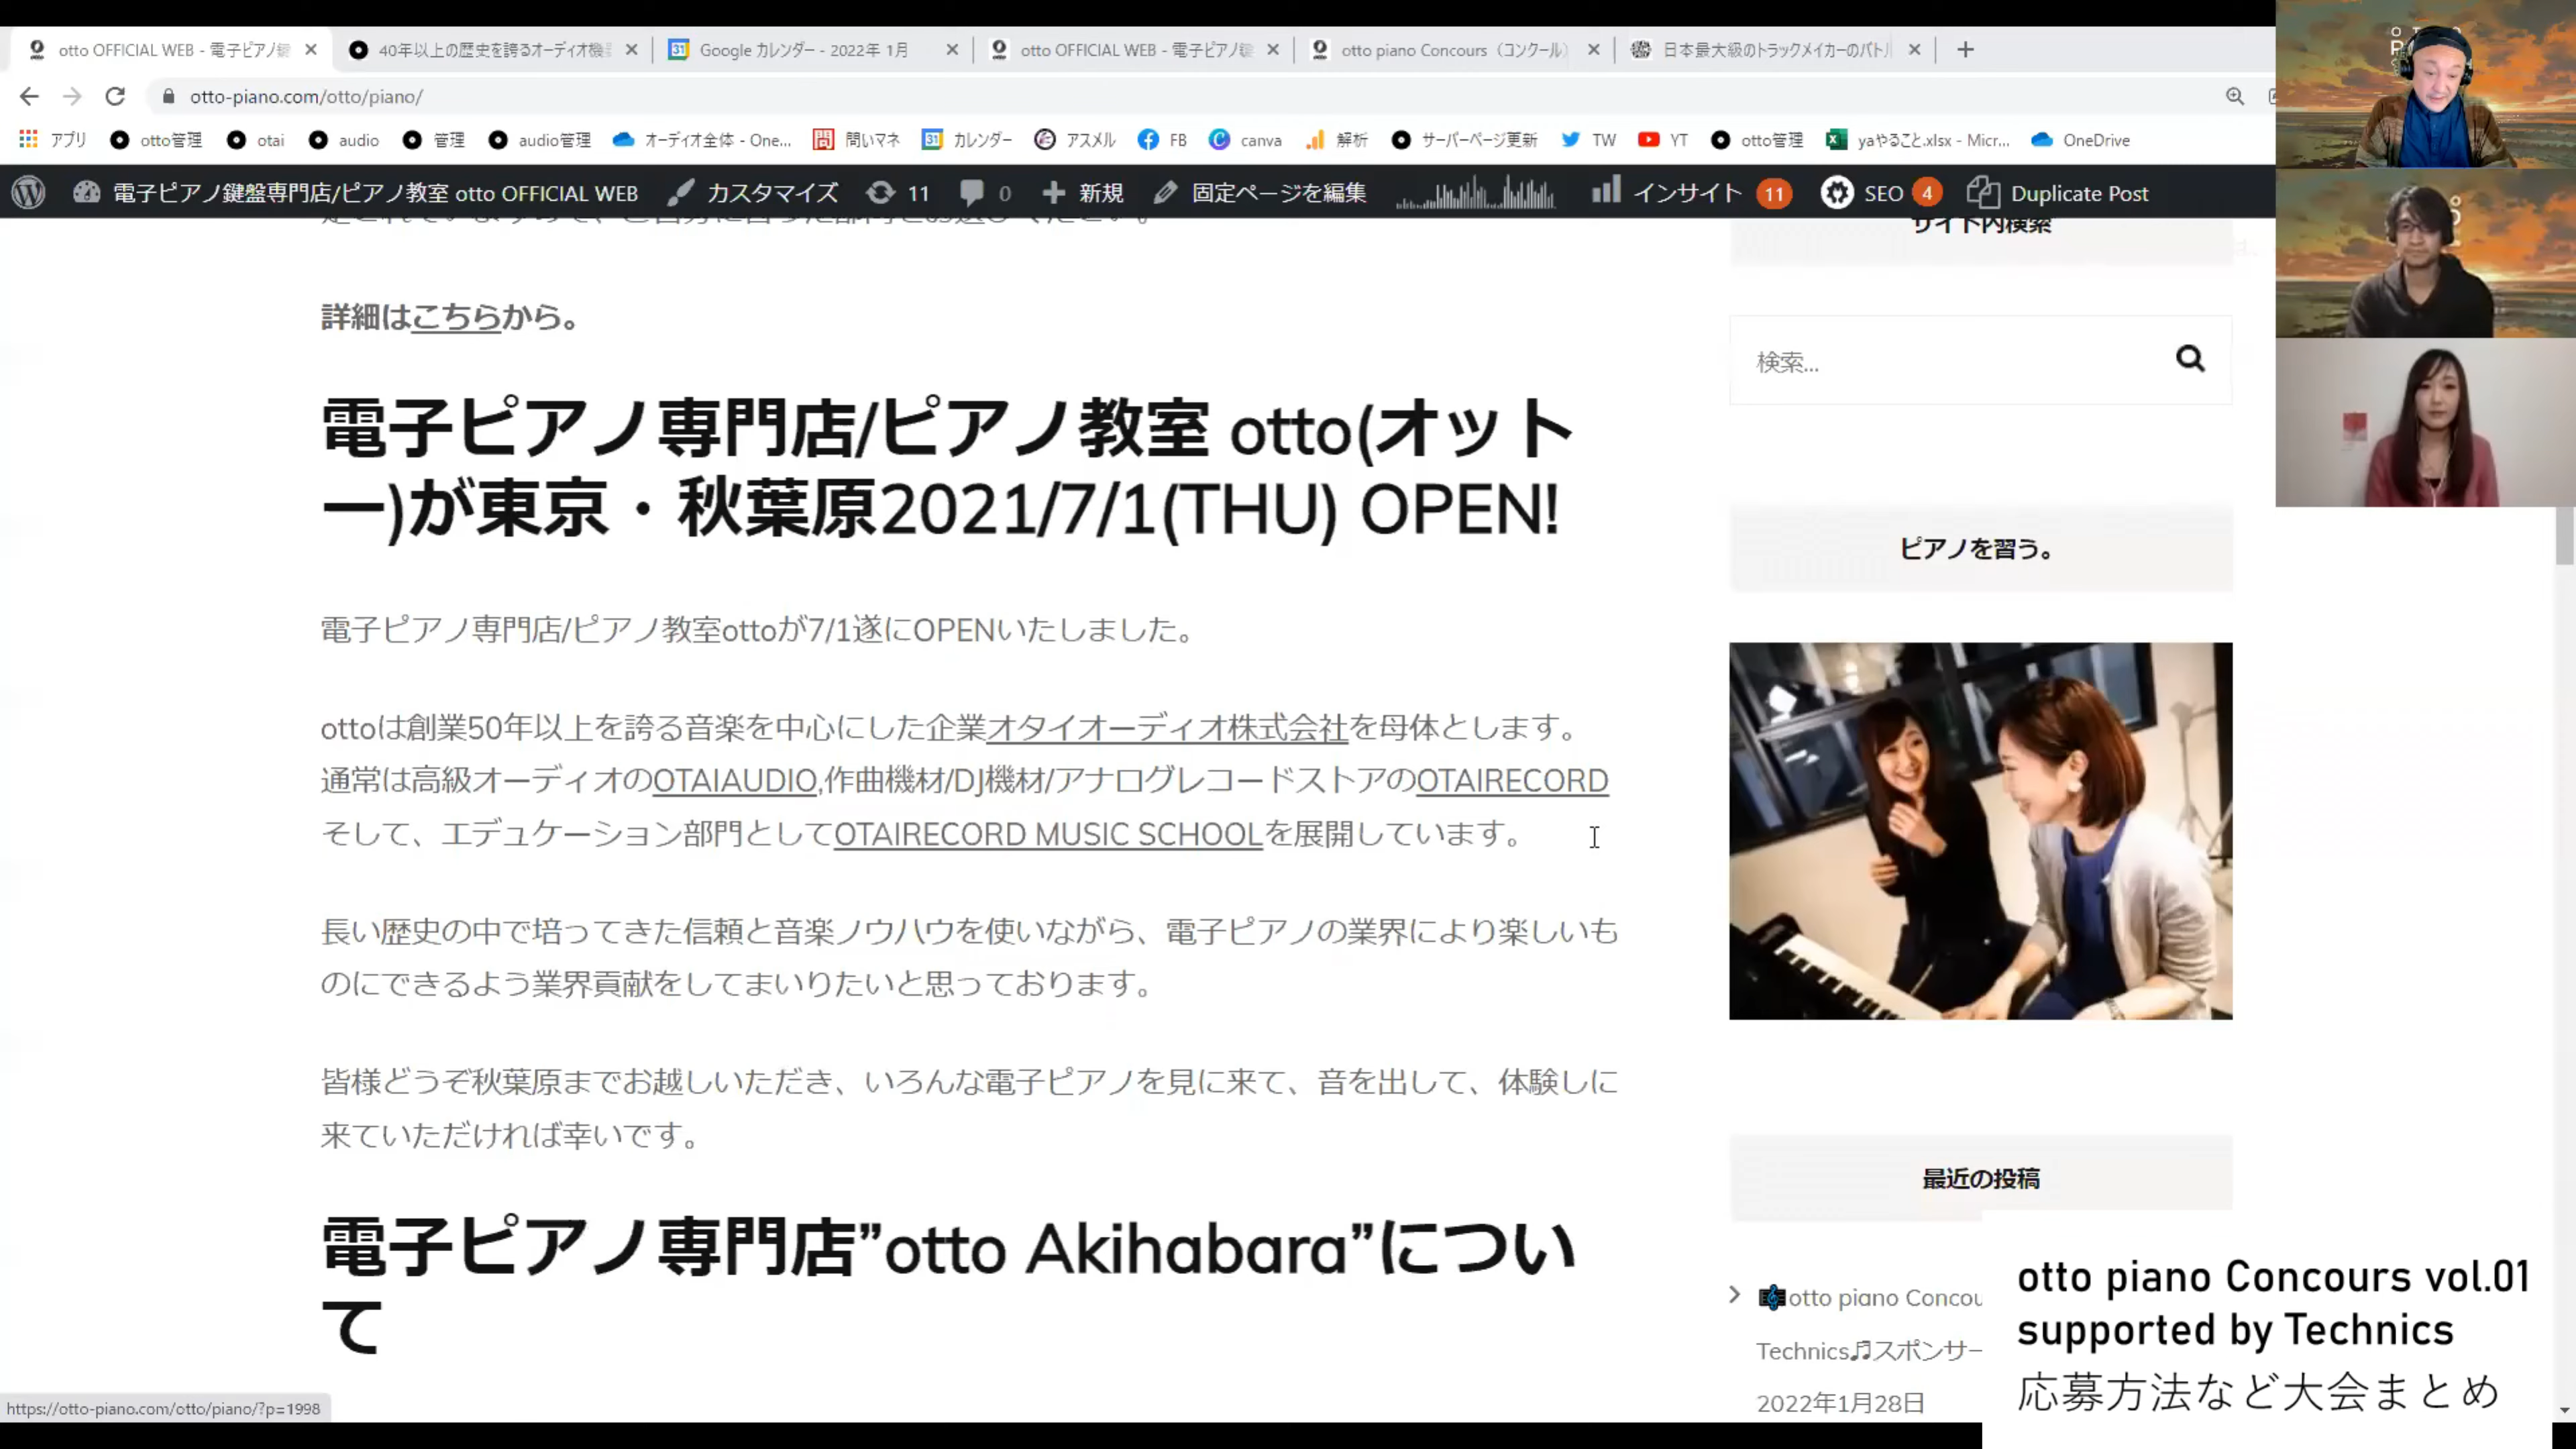 otto OFFICIAL WEB - 電子ピアノ鍵
40年以上の歴史を誇るオーディオ機
Google カレンダー - 2022年 1月
otto OFFICIAL WEB - 電子ピアノ鍵
otto piano Concours（コンクール）
日本最大級のトラックメイカーのバトル
otto-piano.com/otto/piano/
アプリ
otto管理
otai
audio
管理
audio管理
オーディオ全体 - One...
問いマネ
カレンダー
アスメル
FB
canva
解析
サーバーページ更新
TW
YT
otto管理
yaやること.xlsx - Micr...
OneDrive
電子ピアノ鍵盤専門店/ピアノ教室 otto OFFICIAL WEB
カスタマイズ
11
0
新規
固定ページを編集
インサイト 11
SEO 4
Duplicate Post
詳細はこちらから。
電子ピアノ専門店/ピアノ教室 otto(オット
ー)が東京・秋葉原2021/7/1(THU) OPEN!
電子ピアノ専門店/ピアノ教室ottoが7/1遂にOPENいたしました。
ottoは創業50年以上を誇る音楽を中心にした企業オタイオーディオ株式会社を母体とします。
通常は高級オーディオのOTAIAUDIO,作曲機材/DJ機材/アナログレコードストアのOTAIRECORD
そして、エデュケーション部門としてOTAIRECORD MUSIC SCHOOLを展開しています。
長い歴史の中で培ってきた信頼と音楽ノウハウを使いながら、電子ピアノの業界により楽しいも
のにできるよう業界貢献をしてまいりたいと思っております。
皆様どうぞ秋葉原までお越しいただき、いろんな電子ピアノを見に来て、音を出して、体験しに
来ていただければ幸いです。
電子ピアノ専門店”otto Akihabara”につい
て
サイト内検索
検索...
ピアノを習う。
最近の投稿
otto piano Concou
Technics♬スポンサー
2022年1月28日
otto piano Concours vol.01
supported by Technics
応募方法など大会まとめ
https://otto-piano.com/otto/piano/?p=1998